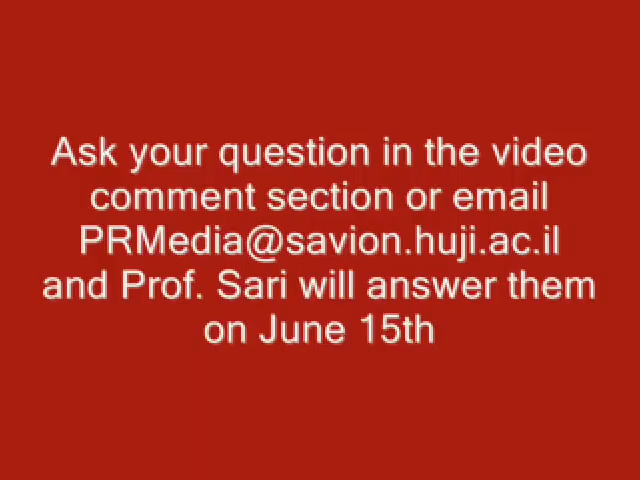 Ask your question in the video
comment section or email
PRMedia@savion.huji.ac.il
and Prof. Sari will answer them
on June 15th